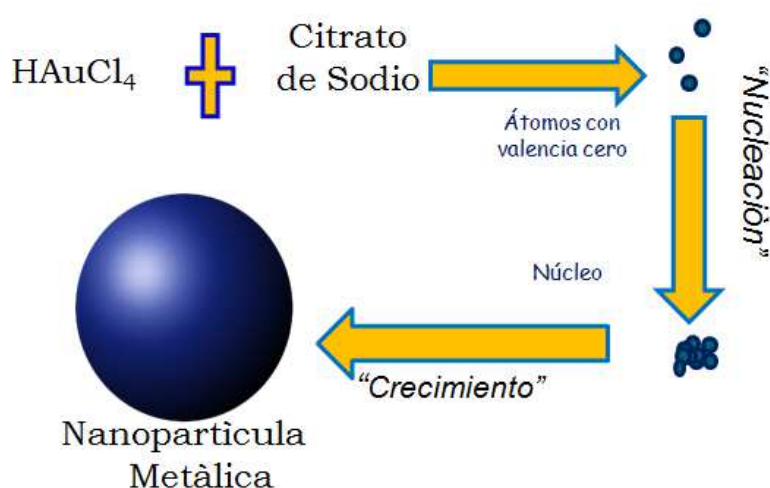 HAuCl₄
Citrato
de Sodio
Átomos con
valencia cero
“Nucleaciòn”
Núcleo
“Crecimiento”
Nanopartìcula
Metàlica